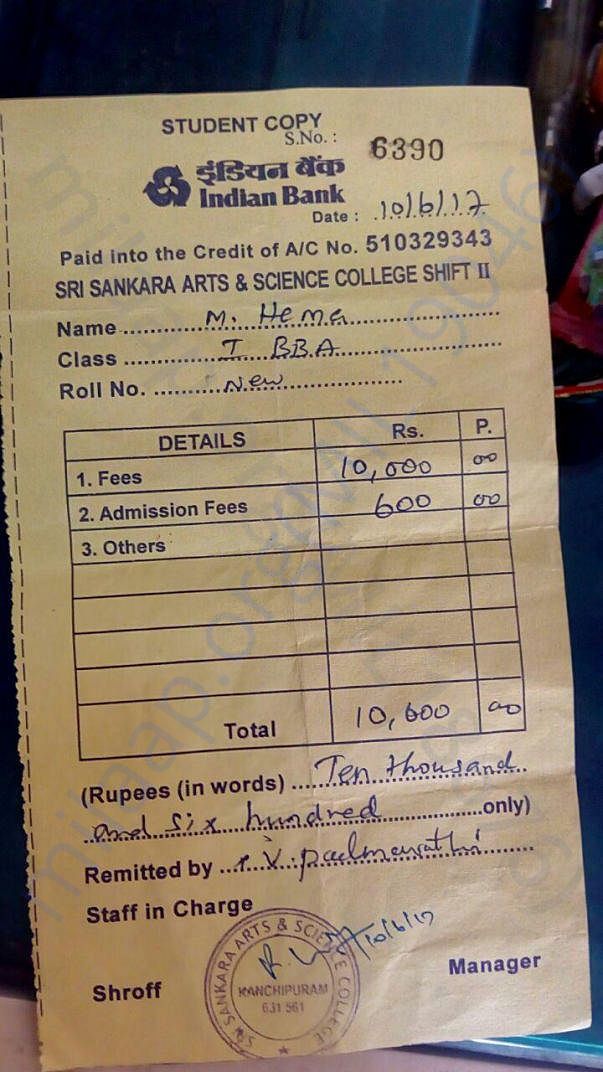 STUDENT COPY
S.No. : 6390
इंडियन बैंक
Indian Bank
Date : 10/6/17
Paid into the Credit of A/C No. 510329343
SRI SANKARA ARTS & SCIENCE COLLEGE SHIFT II
Name M. Hema
Class I BBA
Roll No. New
DETAILS Rs. P.
1. Fees 10,000 00
2. Admission Fees 600 00
3. Others
Total 10,600 00
(Rupees (in words) Ten thousand
and six hundred only)
Remitted by V. padmavathi
Staff in Charge
10/6/17
Shroff Manager
SRI SANKARA ARTS & SCIENCE COLLEGE
KANCHIPURAM
631 561
milaap.org